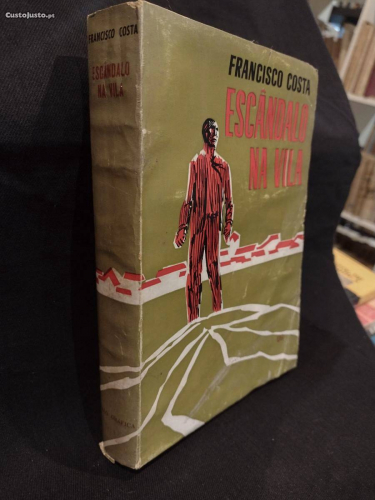 CustoJusto.pt
FRANCISCO COSTA
ESCÂNDALO
NA VILA
FRANCISCO COSTA
ESCÂNDALO
NA VILA